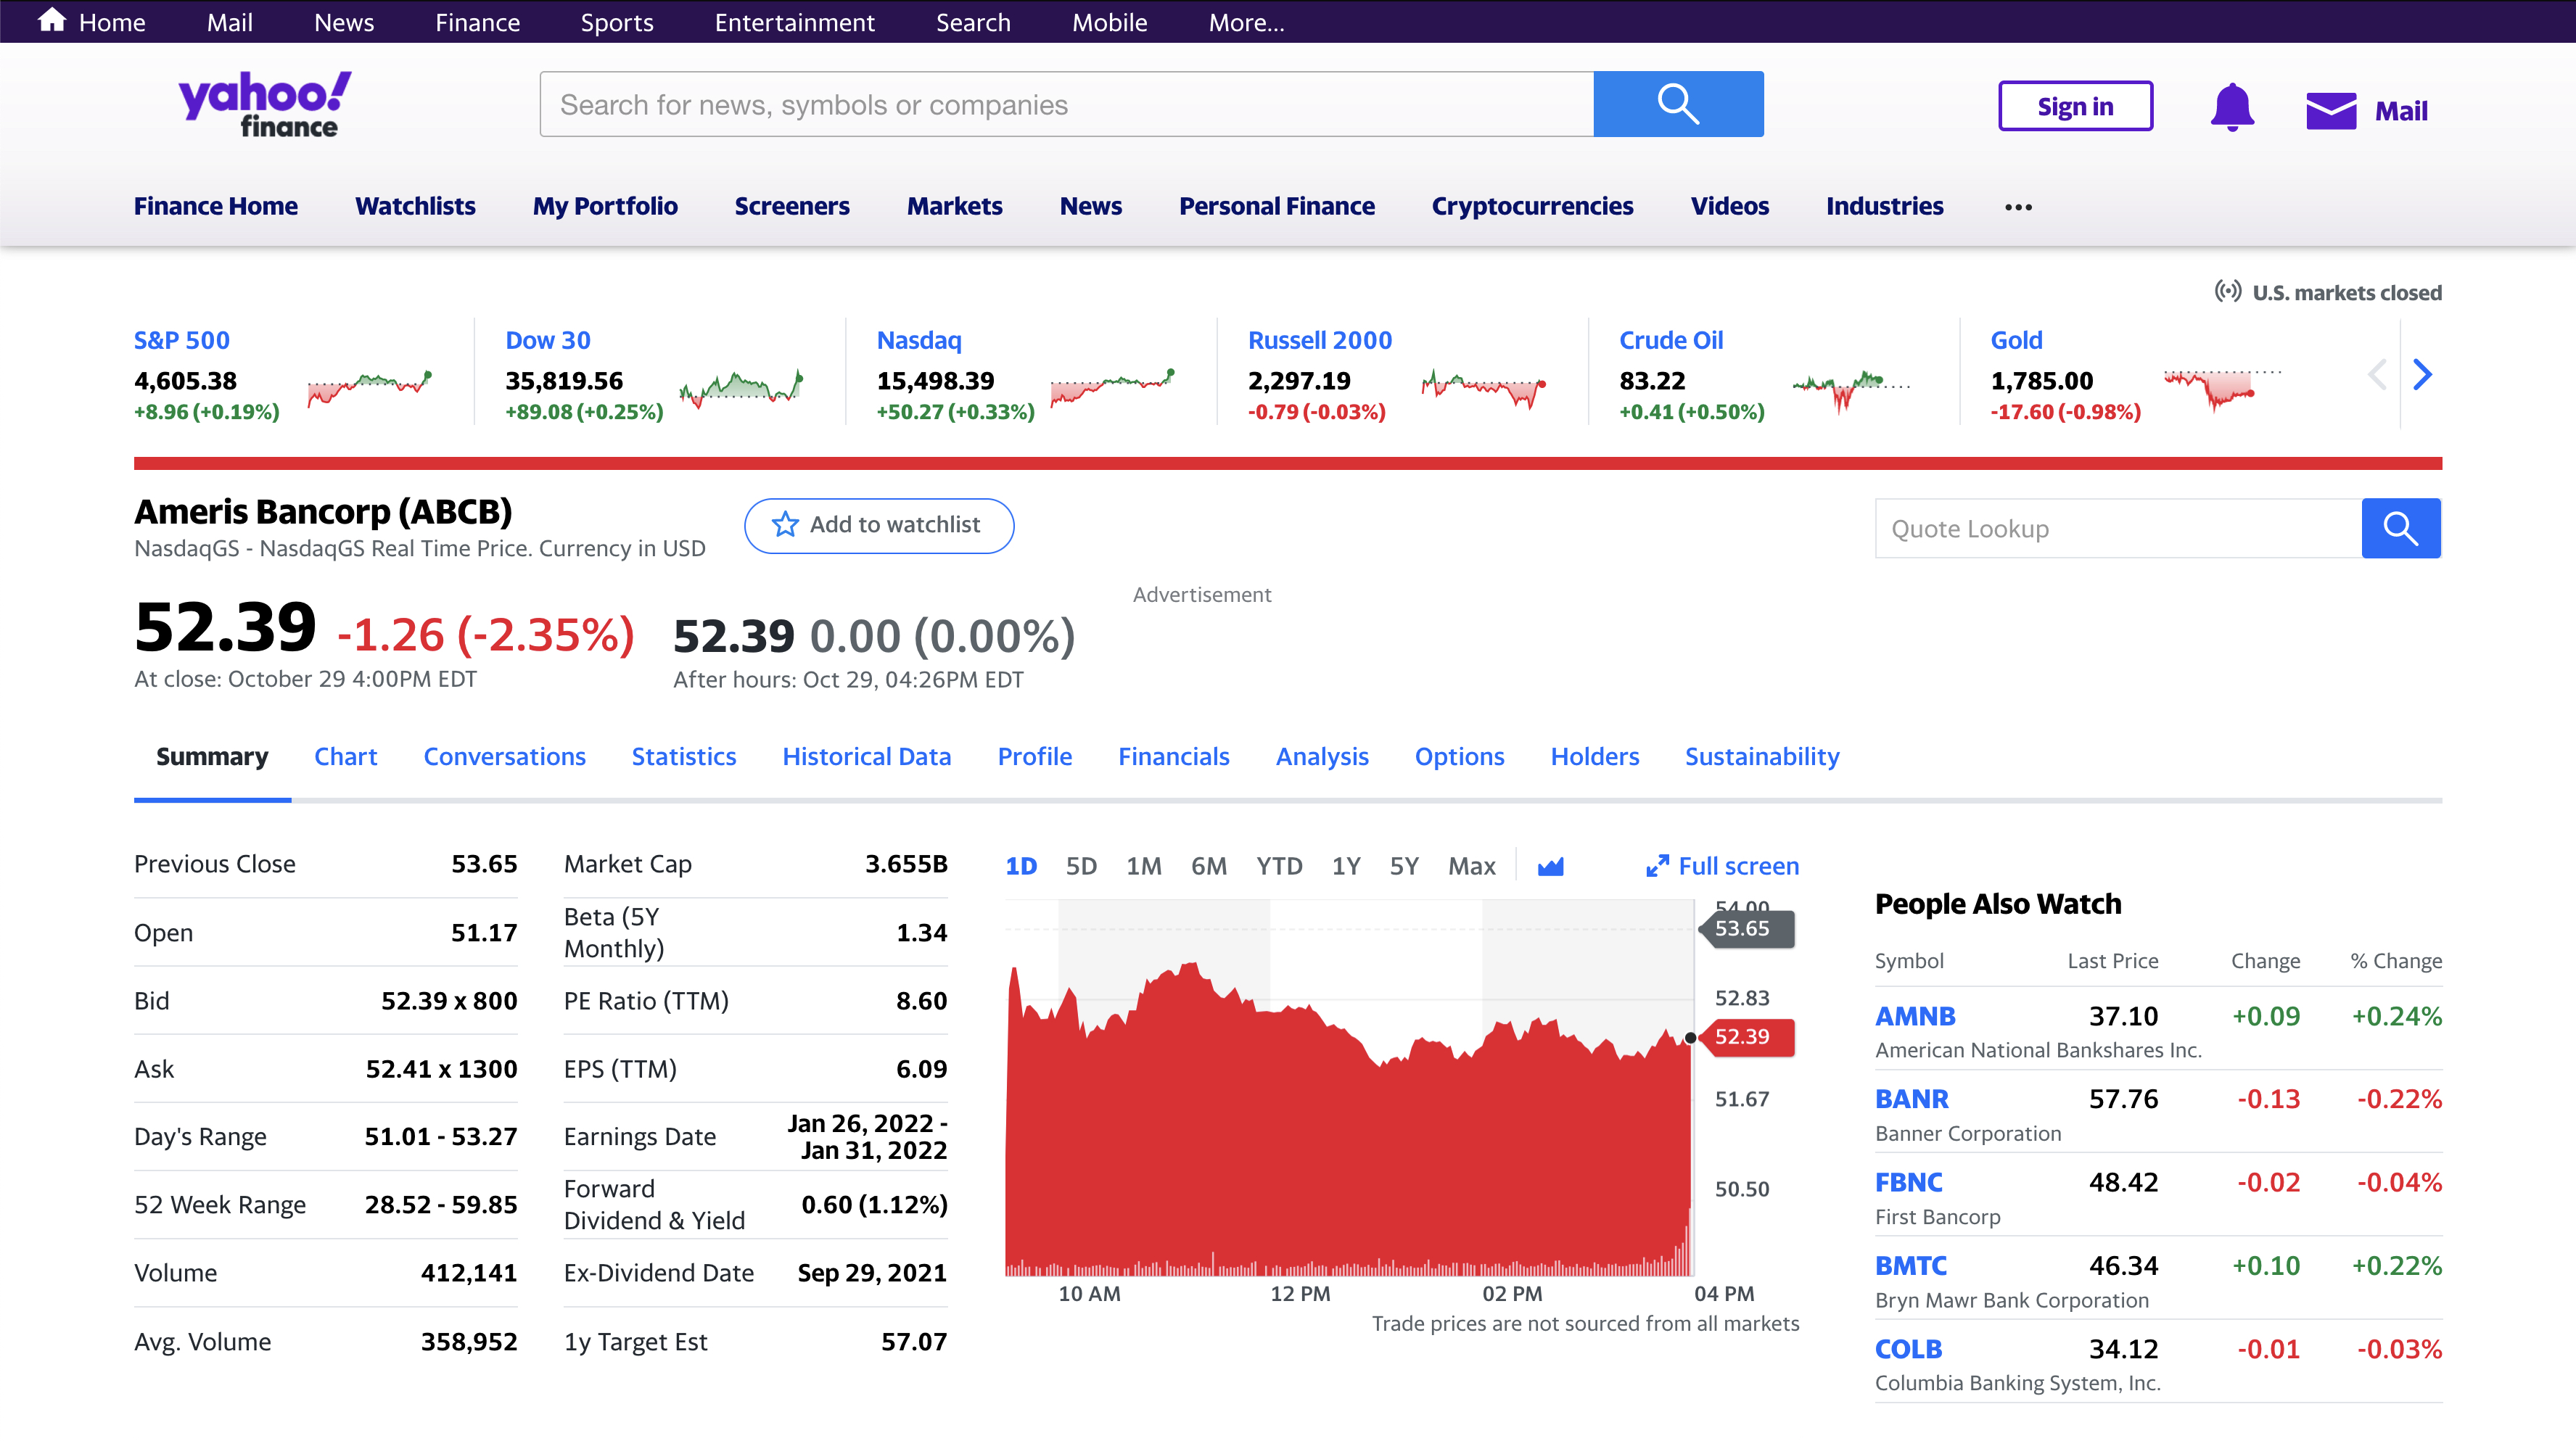 Home Mail News Finance Sports Entertainment Search Mobile More...
yahoo!
finance
Search for news, symbols or companies
Sign in
Mail
Finance Home Watchlists My Portfolio Screeners Markets News Personal Finance Cryptocurrencies Videos Industries ...
U.S. markets closed
S&P 500
4,605.38
+8.96 (+0.19%)
Dow 30
35,819.56
+89.08 (+0.25%)
Nasdaq
15,498.39
+50.27 (+0.33%)
Russell 2000
2,297.19
-0.79 (-0.03%)
Crude Oil
83.22
+0.41 (+0.50%)
Gold
1,785.00
-17.60 (-0.98%)
Ameris Bancorp (ABCB)
NasdaqGS - NasdaqGS Real Time Price. Currency in USD
Add to watchlist
Quote Lookup
Advertisement
52.39 -1.26 (-2.35%)
At close: October 29 4:00PM EDT
52.39 0.00 (0.00%)
After hours: Oct 29, 04:26PM EDT
Summary Chart Conversations Statistics Historical Data Profile Financials Analysis Options Holders Sustainability
Previous Close 53.65
Open 51.17
Bid 52.39 x 800
Ask 52.41 x 1300
Day's Range 51.01 - 53.27
52 Week Range 28.52 - 59.85
Volume 412,141
Avg. Volume 358,952
Market Cap 3.655B
Beta (5Y
Monthly) 1.34
PE Ratio (TTM) 8.60
EPS (TTM) 6.09
Earnings Date Jan 26, 2022 -
Jan 31, 2022
Forward
Dividend & Yield 0.60 (1.12%)
Ex-Dividend Date Sep 29, 2021
1y Target Est 57.07
1D 5D 1M 6M YTD 1Y 5Y Max
Full screen
54.00
53.65
52.83
52.39
51.67
50.50
10 AM 12 PM 02 PM 04 PM
Trade prices are not sourced from all markets
People Also Watch
Symbol Last Price Change % Change
AMNB 37.10 +0.09 +0.24%
American National Bankshares Inc.
BANR 57.76 -0.13 -0.22%
Banner Corporation
FBNC 48.42 -0.02 -0.04%
First Bancorp
BMTC 46.34 +0.10 +0.22%
Bryn Mawr Bank Corporation
COLB 34.12 -0.01 -0.03%
Columbia Banking System, Inc.